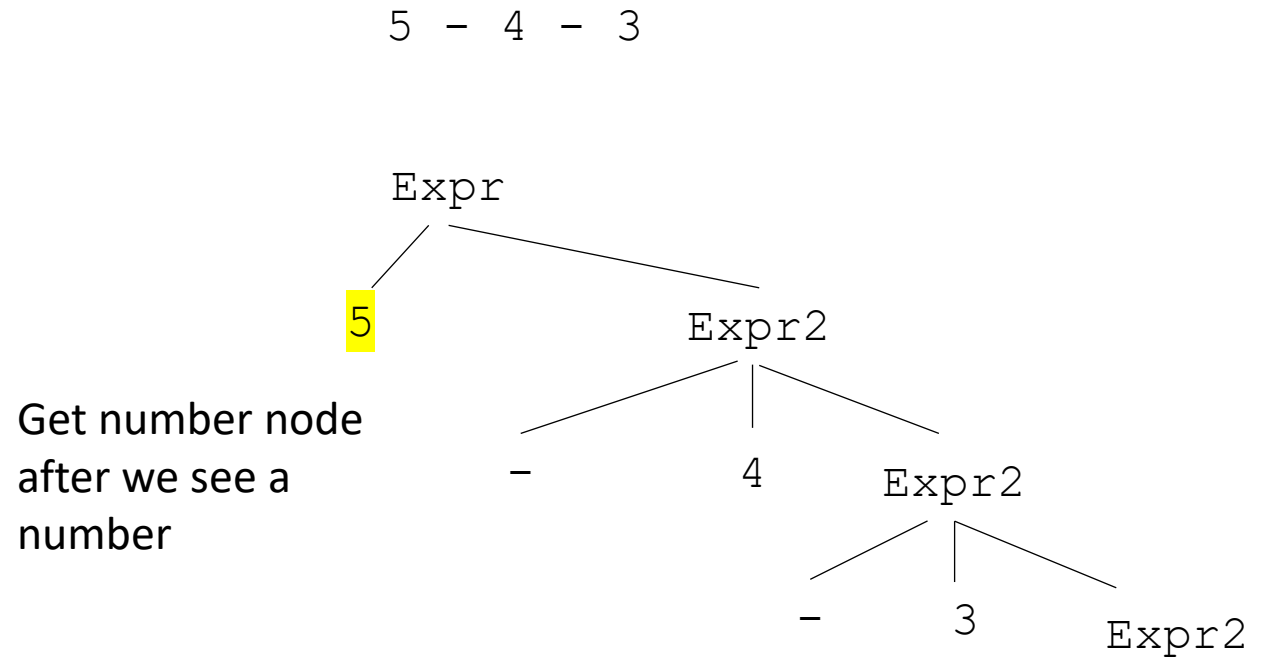 5 - 4 - 3
Expr
5
Expr2
Get number node
after we see a
number
- 4 Expr2
- 3 Expr2